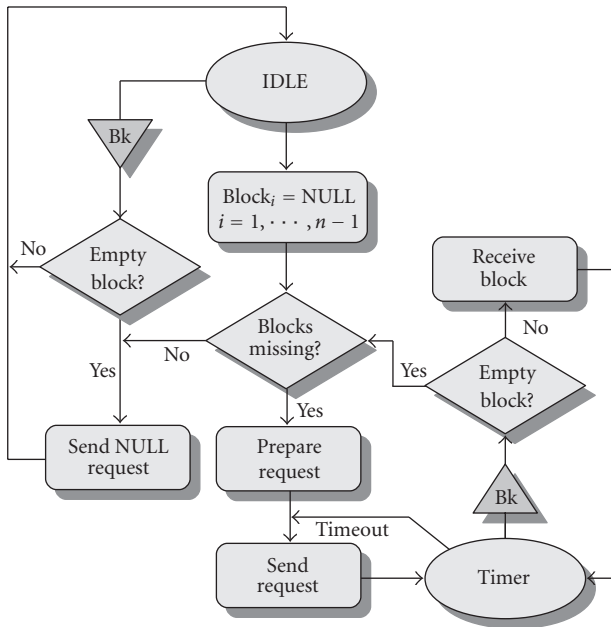 IDLE
Bk
Blockᵢ = NULL
i = 1, · · · , n − 1
No
Empty
block?
Receive
block
Blocks
missing?
No
No
Yes
Empty
block?
Yes
Yes
Send NULL
request
Prepare
request
Bk
Timeout
Send
request
Timer